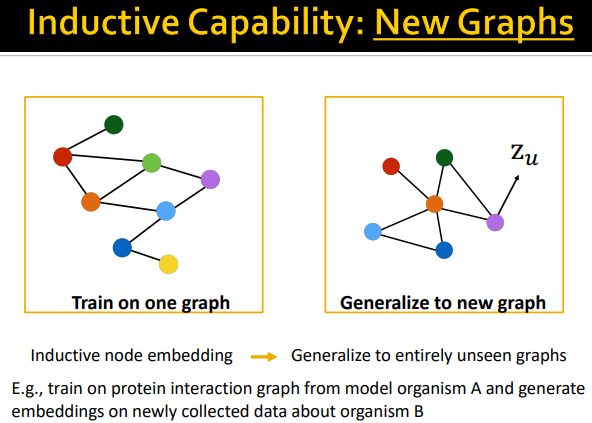 Inductive Capability: New Graphs
zu
Train on one graph
Generalize to new graph
Inductive node embedding → Generalize to entirely unseen graphs
E.g., train on protein interaction graph from model organism A and generate
embeddings on newly collected data about organism B